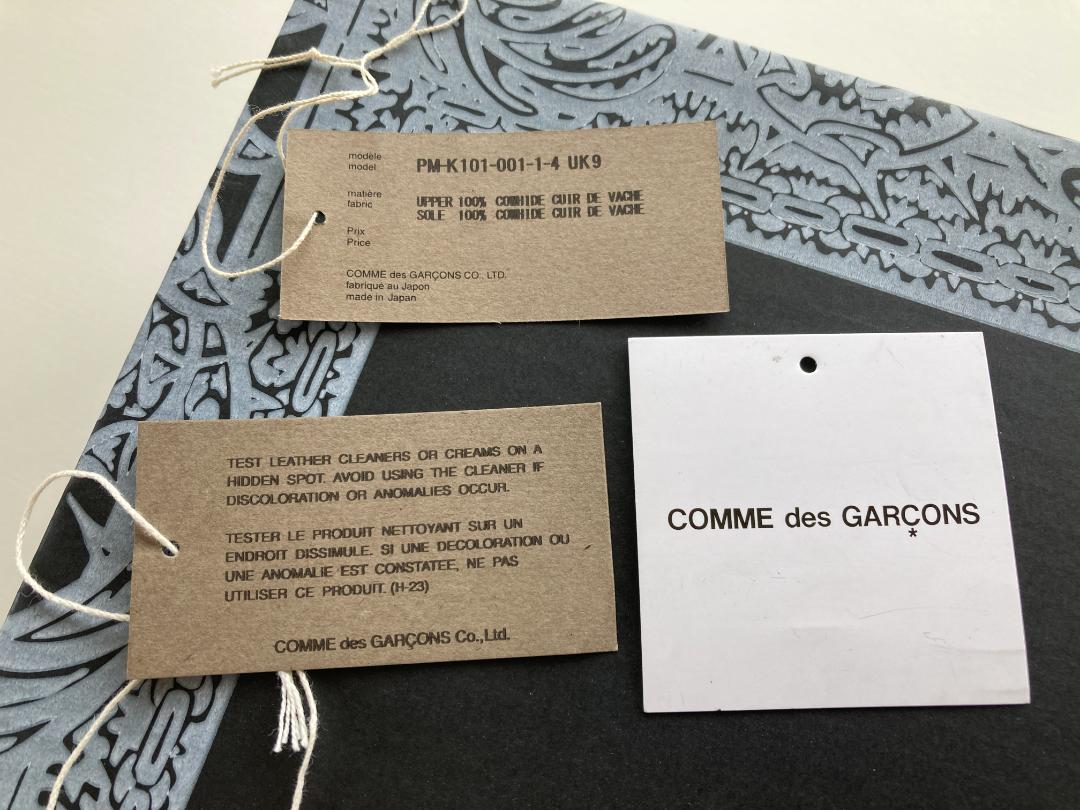 modèle
model
PM-K101-001-1-4 UK9
matière
fabric
UPPER 100% COWHIDE CUIR DE VACHE
SOLE 100% COWHIDE CUIR DE VACHE
Prix
Price
COMME des GARÇONS CO., LTD.
fabriqué au Japon
made in Japan
TEST LEATHER CLEANERS OR CREAMS ON A
HIDDEN SPOT. AVOID USING THE CLEANER IF
DISCOLORATION OR ANOMALIES OCCUR.
TESTER LE PRODUIT NETTOYANT SUR UN
ENDROIT DISSIMULE. SI UNE DECOLORATION OU
UNE ANOMALIE EST CONSTATEE, NE PAS
UTILISER CE PRODUIT. (H-23)
COMME des GARÇONS Co.,Ltd.
COMME des GARÇONS
*